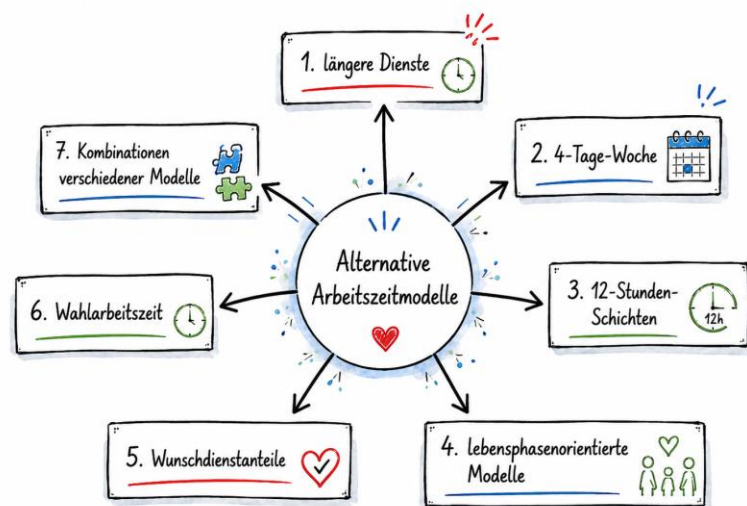 Alternative
Arbeitszeitmodelle
1. längere Dienste
2. 4-Tage-Woche
3. 12-Stunden-
Schichten
12h
4. lebensphasenorientierte
Modelle
5. Wunschdienstanteile
6. Wahlarbeitszeit
7. Kombinationen
verschiedener Modelle